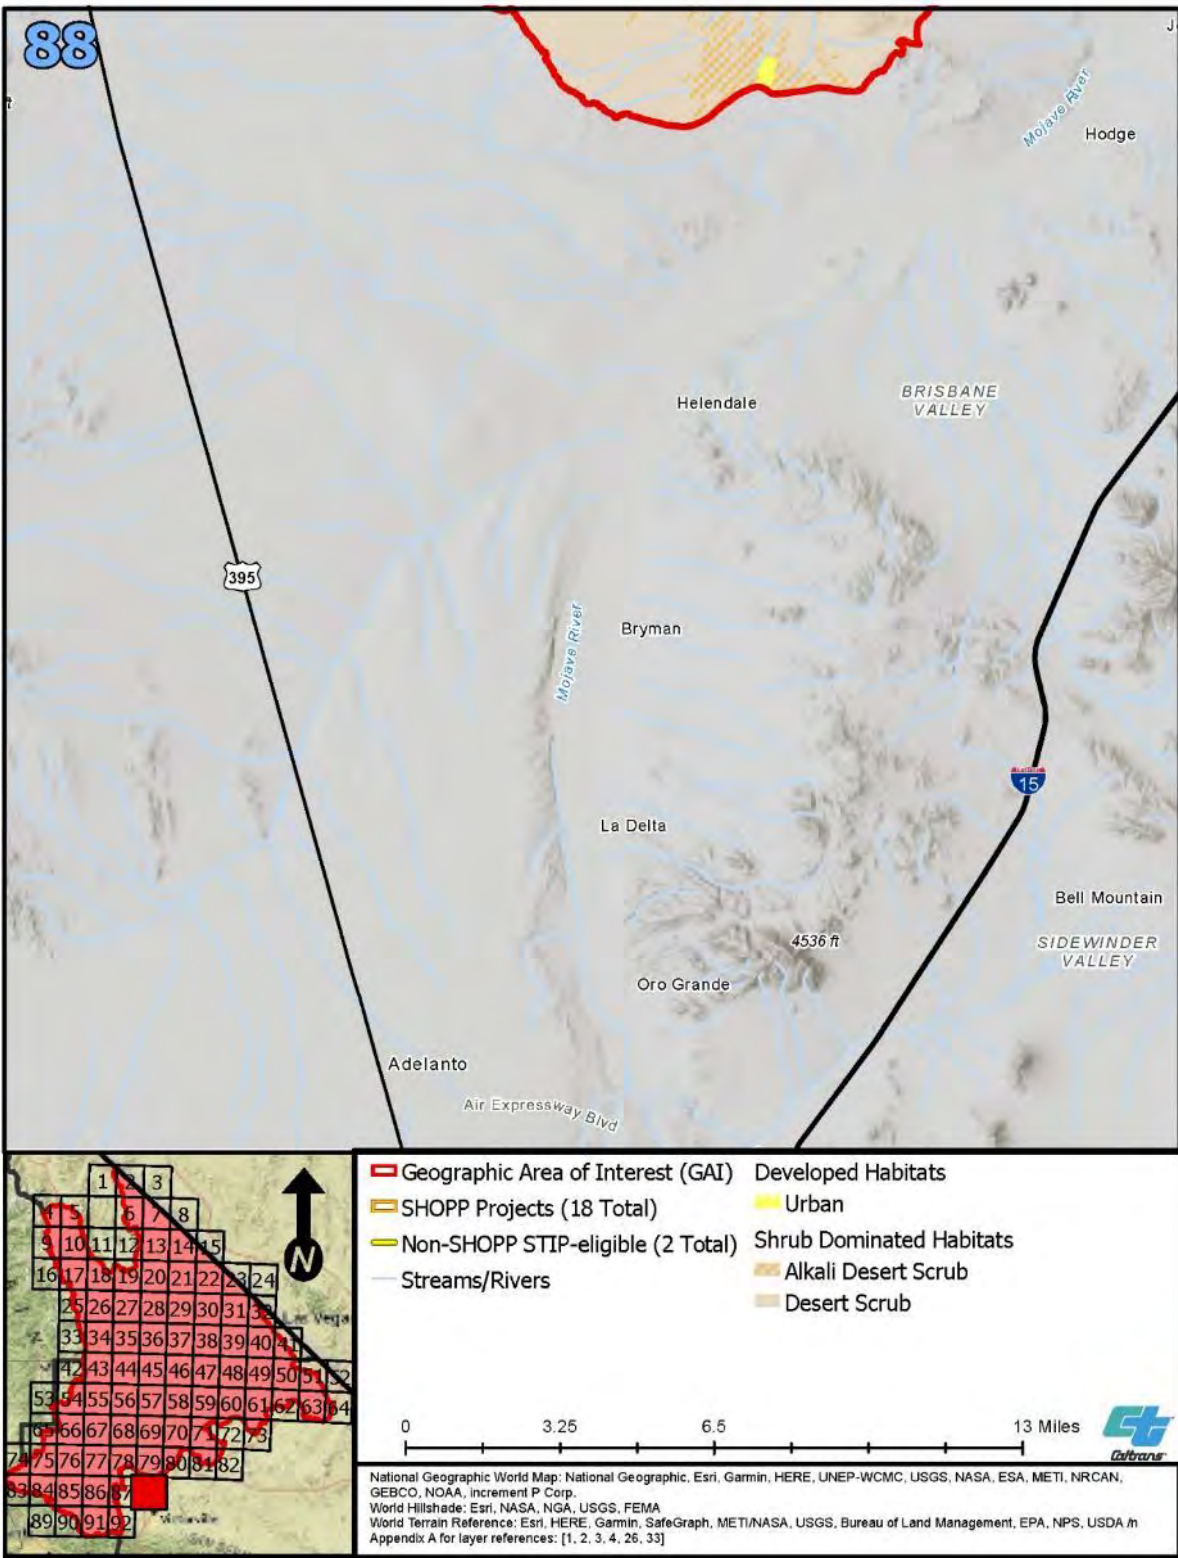 88
Mojave River
Hodge
BRISBANE
VALLEY
Helendale
395
Mojave River
Bryman
15
La Delta
Bell Mountain
4536 ft
SIDEWINDER
VALLEY
Oro Grande
Adelanto
Air Expressway Blvd
1 2 3
4 5 6 7 8
9 10 11 12 13 14 15
16 17 18 19 20 21 22 23 24
25 26 27 28 29 30 31 32
33 34 35 36 37 38 39 40 41
42 43 44 45 46 47 48 49 50 51 52
53 54 55 56 57 58 59 60 61 62 63 64
65 66 67 68 69 70 71 72 73
74 75 76 77 78 79 80 81 82
83 84 85 86 87
89 90 91 92
N
Geographic Area of Interest (GAI)
SHOPP Projects (18 Total)
Non-SHOPP STIP-eligible (2 Total)
Streams/Rivers
Developed Habitats
Urban
Shrub Dominated Habitats
Alkali Desert Scrub
Desert Scrub
0 3.25 6.5 13 Miles
Caltrans
National Geographic World Map: National Geographic, Esri, Garmin, HERE, UNEP-WCMC, USGS, NASA, ESA, METI, NRCAN,
GEBCO, NOAA, increment P Corp.
World Hillshade: Esri, NASA, NGA, USGS, FEMA
World Terrain Reference: Esri, HERE, Garmin, SafeGraph, METI/NASA, USGS, Bureau of Land Management, EPA, NPS, USDA /n
Appendix A for layer references: [1, 2, 3, 4, 26, 33]